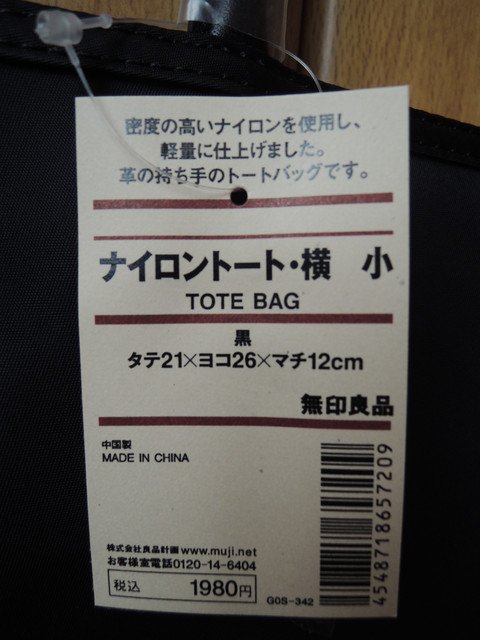 密度の高いナイロンを使用し、
軽量に仕上げました。
革の持ち手のトートバッグです。
ナイロントート・横　小
TOTE BAG
黒
タテ21×ヨコ26×マチ12cm
無印良品
中国製
MADE IN CHINA
株式会社良品計画 www.muji.net
お客様室電話0120-14-6404
税込 1980円
G0S-342
4548718657209